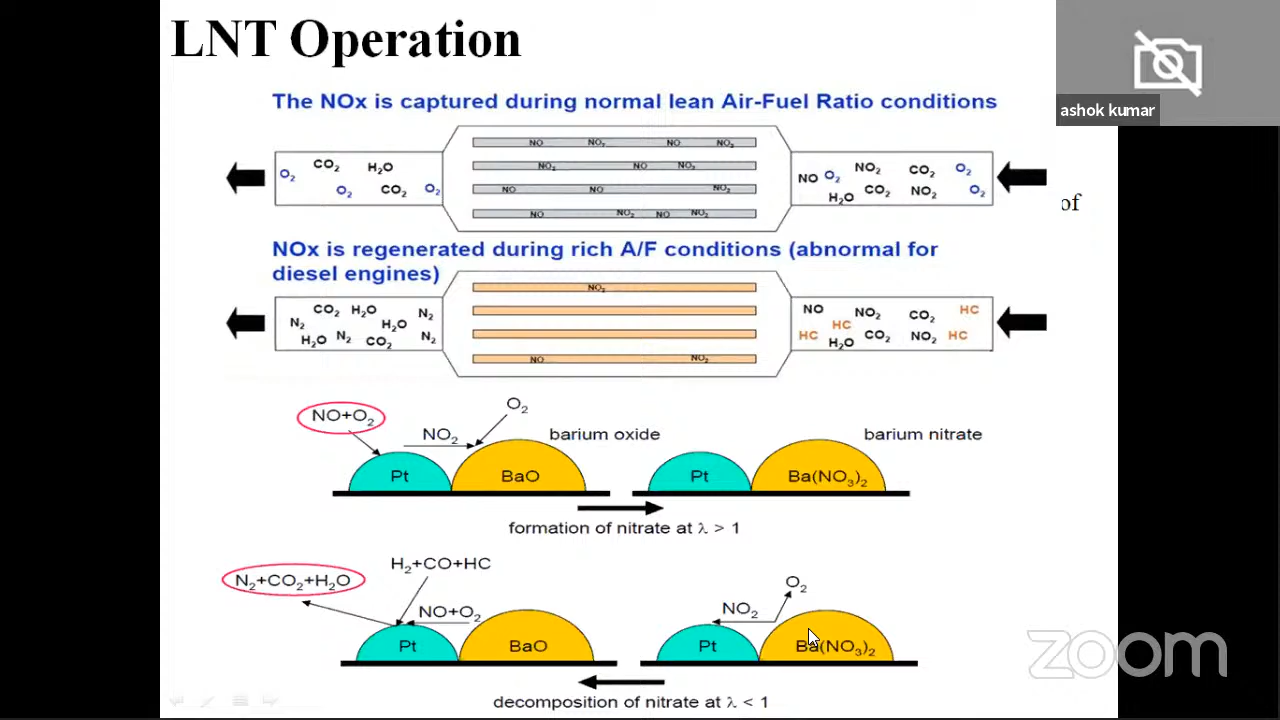 LNT Operation
ashok kumar
The NOx is captured during normal lean Air-Fuel Ratio conditions
O₂ CO₂ H₂O O₂ CO₂ O₂
NO NO₂ NO NO₂
NO₂ NO NO₂
NO NO NO₂
NO NO₂ NO NO₂
NO O₂ NO₂ CO₂ O₂
H₂O CO₂ NO₂ O₂
of
NOx is regenerated during rich A/F conditions (abnormal for
diesel engines)
NO₂
NO NO₂
CO₂ H₂O N₂
N₂ H₂O
H₂O N₂ CO₂ N₂
NO NO₂ CO₂ HC
HC
HC H₂O CO₂ NO₂ HC
NO+O₂
O₂
NO₂
barium oxide
barium nitrate
Pt
BaO
Pt
Ba(NO₃)₂
formation of nitrate at λ > 1
H₂+CO+HC
N₂+CO₂+H₂O
NO+O₂
O₂
NO₂
Pt
BaO
Pt
Ba(NO₃)₂
decomposition of nitrate at λ < 1
zoom